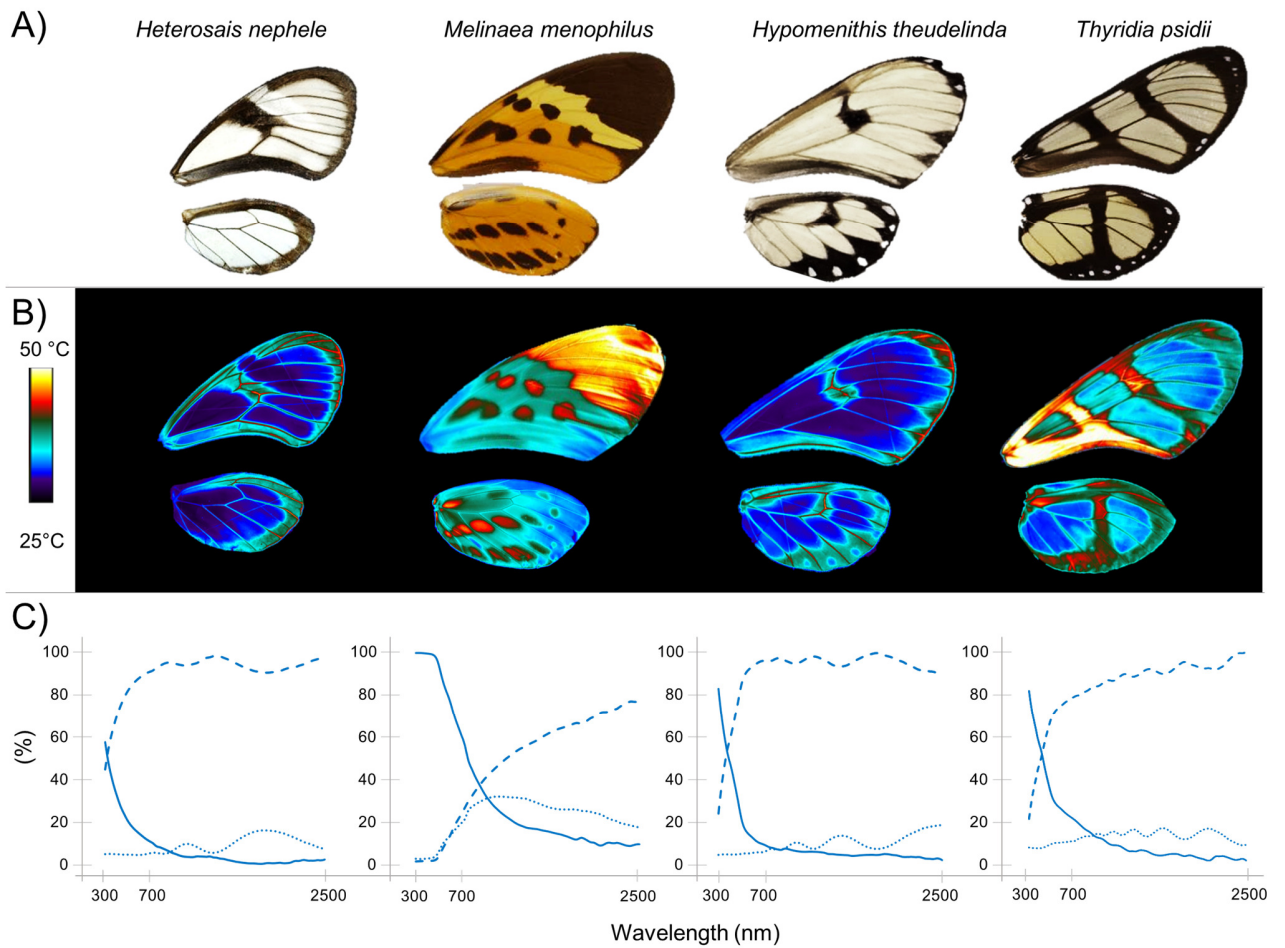 A)
Heterosais nephele Melinaea menophilus Hypomenithis theudelinda Thyridia psidii
B)
50 °C
25°C
C)
100 100 100 100
80 80 80 80
60 60 60 60
40 40 40 40
20 20 20 20
0 0 0 0
(%)
300 700 2500 300 700 2500 300 700 2500 300 700 2500
Wavelength (nm)